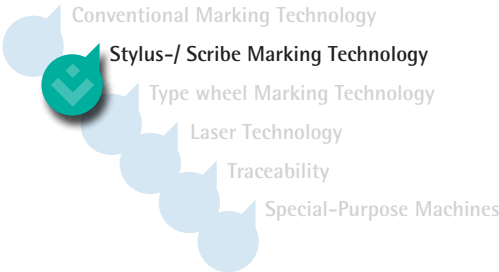 Conventional Marking Technology
Stylus-/ Scribe Marking Technology
Type wheel Marking Technology
Laser Technology
Traceability
Special-Purpose Machines